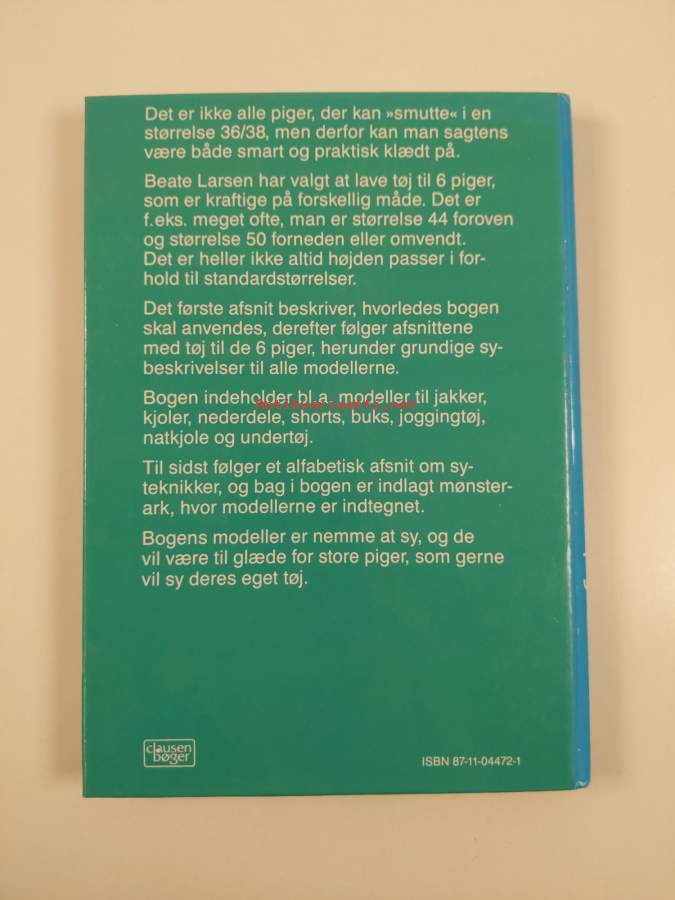 Det er ikke alle piger, der kan »smutte« i en
størrelse 36/38, men derfor kan man sagtens
være både smart og praktisk klædt på.
Beate Larsen har valgt at lave tøj til 6 piger,
som er kraftige på forskellig måde. Det er
f.eks. meget ofte, man er størrelse 44 foroven
og størrelse 50 forneden eller omvendt.
Det er heller ikke altid højden passer i for-
hold til standardstørrelser.
Det første afsnit beskriver, hvorledes bogen
skal anvendes, derefter følger afsnittene
med tøj til de 6 piger, herunder grundige sy-
beskrivelser til alle modellerne.
Bogen indeholder bl.a. modeller til jakker,
kjoler, nederdele, shorts, buks, joggingtøj,
natkjole og undertøj.
Antikvariaatti.net
Til sidst følger et alfabetisk afsnit om sy-
teknikker, og bag i bogen er indlagt mønster-
ark, hvor modellerne er indtegnet.
Bogens modeller er nemme at sy, og de
vil være til glæde for store piger, som gerne
vil sy deres eget tøj.
clausen
bøger
ISBN 87-11-04472-1